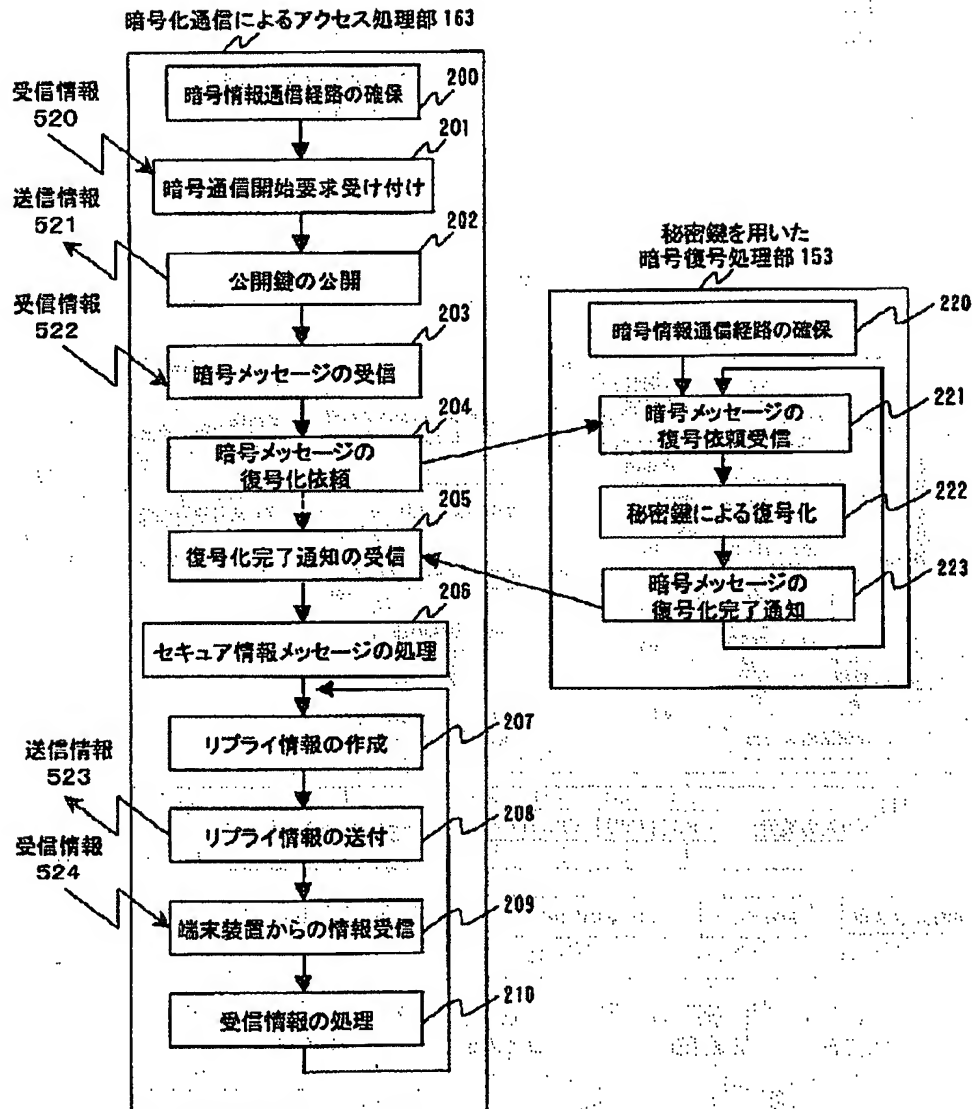 暗号化通信によるアクセス処理部 163
200
暗号情報通信経路の確保
受信情報
520
201
暗号通信開始要求受け付け
送信情報
521
202
公開鍵の公開
受信情報
522
203
暗号メッセージの受信
204
暗号メッセージの
復号化依頼
205
復号化完了通知の受信
206
セキュア情報メッセージの処理
207
リプライ情報の作成
送信情報
523
208
リプライ情報の送付
受信情報
524
209
端末装置からの情報受信
210
受信情報の処理
秘密鍵を用いた
暗号復号処理部 153
220
暗号情報通信経路の確保
221
暗号メッセージの
復号依頼受信
222
秘密鍵による復号化
223
暗号メッセージの
復号化完了通知